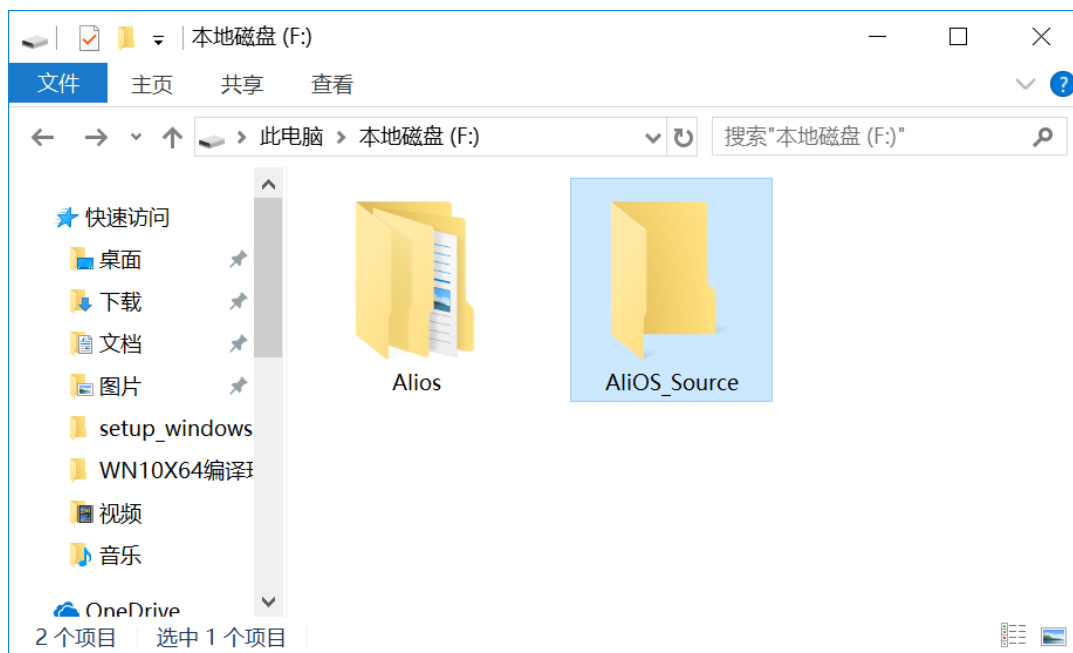 本地磁盘 (F:)
文件 主页 共享 查看
此电脑 本地磁盘 (F:) 搜索"本地磁盘 (F:)"
快速访问
桌面
下载
文档
图片
setup_windows
WN10X64编译
视频
音乐
OneDrive
Alios
AliOS_Source
2 个项目 选中 1 个项目